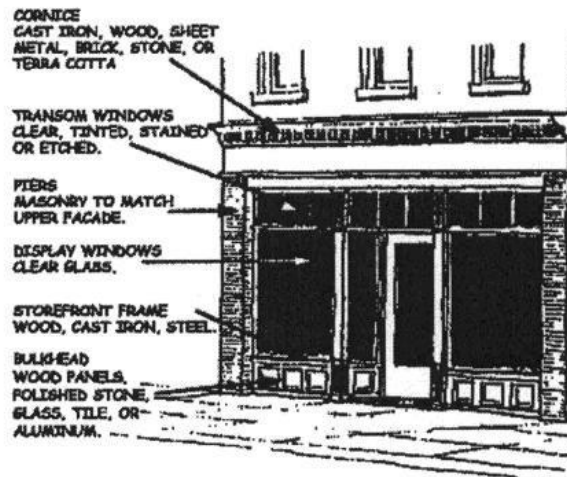 CORNICE
CAST IRON, WOOD, SHEET
METAL, BRICK, STONE, OR
TERRA COTTA
TRANSOM WINDOWS
CLEAR, TINTED, STAINED
OR ETCHED.
PIERS
MASONRY TO MATCH
UPPER FACADE.
DISPLAY WINDOWS
CLEAR GLASS.
STOREFRONT FRAME
WOOD, CAST IRON, STEEL.
BULKHEAD
WOOD PANELS,
POLISHED STONE,
GLASS, TILE, OR
ALUMINUM.